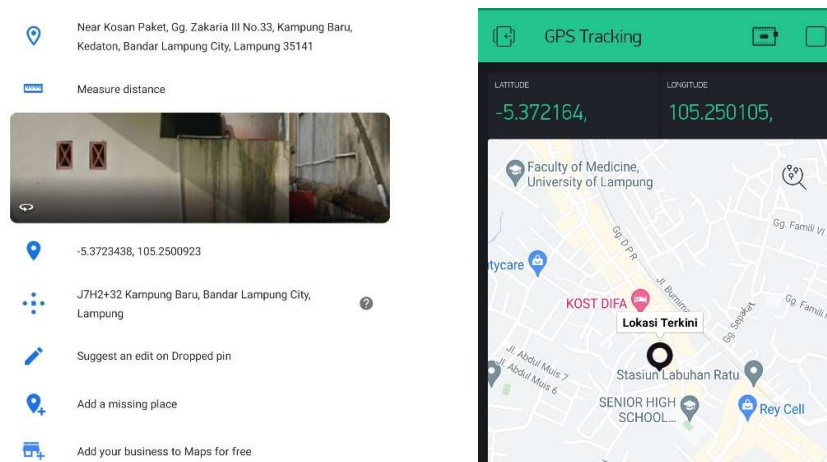 Near Kosan Paket, Gg. Zakaria III No.33, Kampung Baru,
Kedaton, Bandar Lampung City, Lampung 35141
Measure distance
-5.3723438, 105.2500923
J7H2+32 Kampung Baru, Bandar Lampung City,
Lampung
Suggest an edit on Dropped pin
Add a missing place
Add your business to Maps for free
GPS Tracking
LATITUDE
-5.372164,
LONGITUDE
105.250105,
Faculty of Medicine,
University of Lampung
Gg. Famili VI
Gg. D P R
tycare
Jl. Bumim
KOST DIFA
Gg. Famili I
Gg. Sepakat
Lokasi Terkini
Jl. Abdul Muis 7
Jl. Abdul Muis 6
Stasiun Labuhan Ratu
SENIOR HIGH
SCHOOL...
Rey Cell